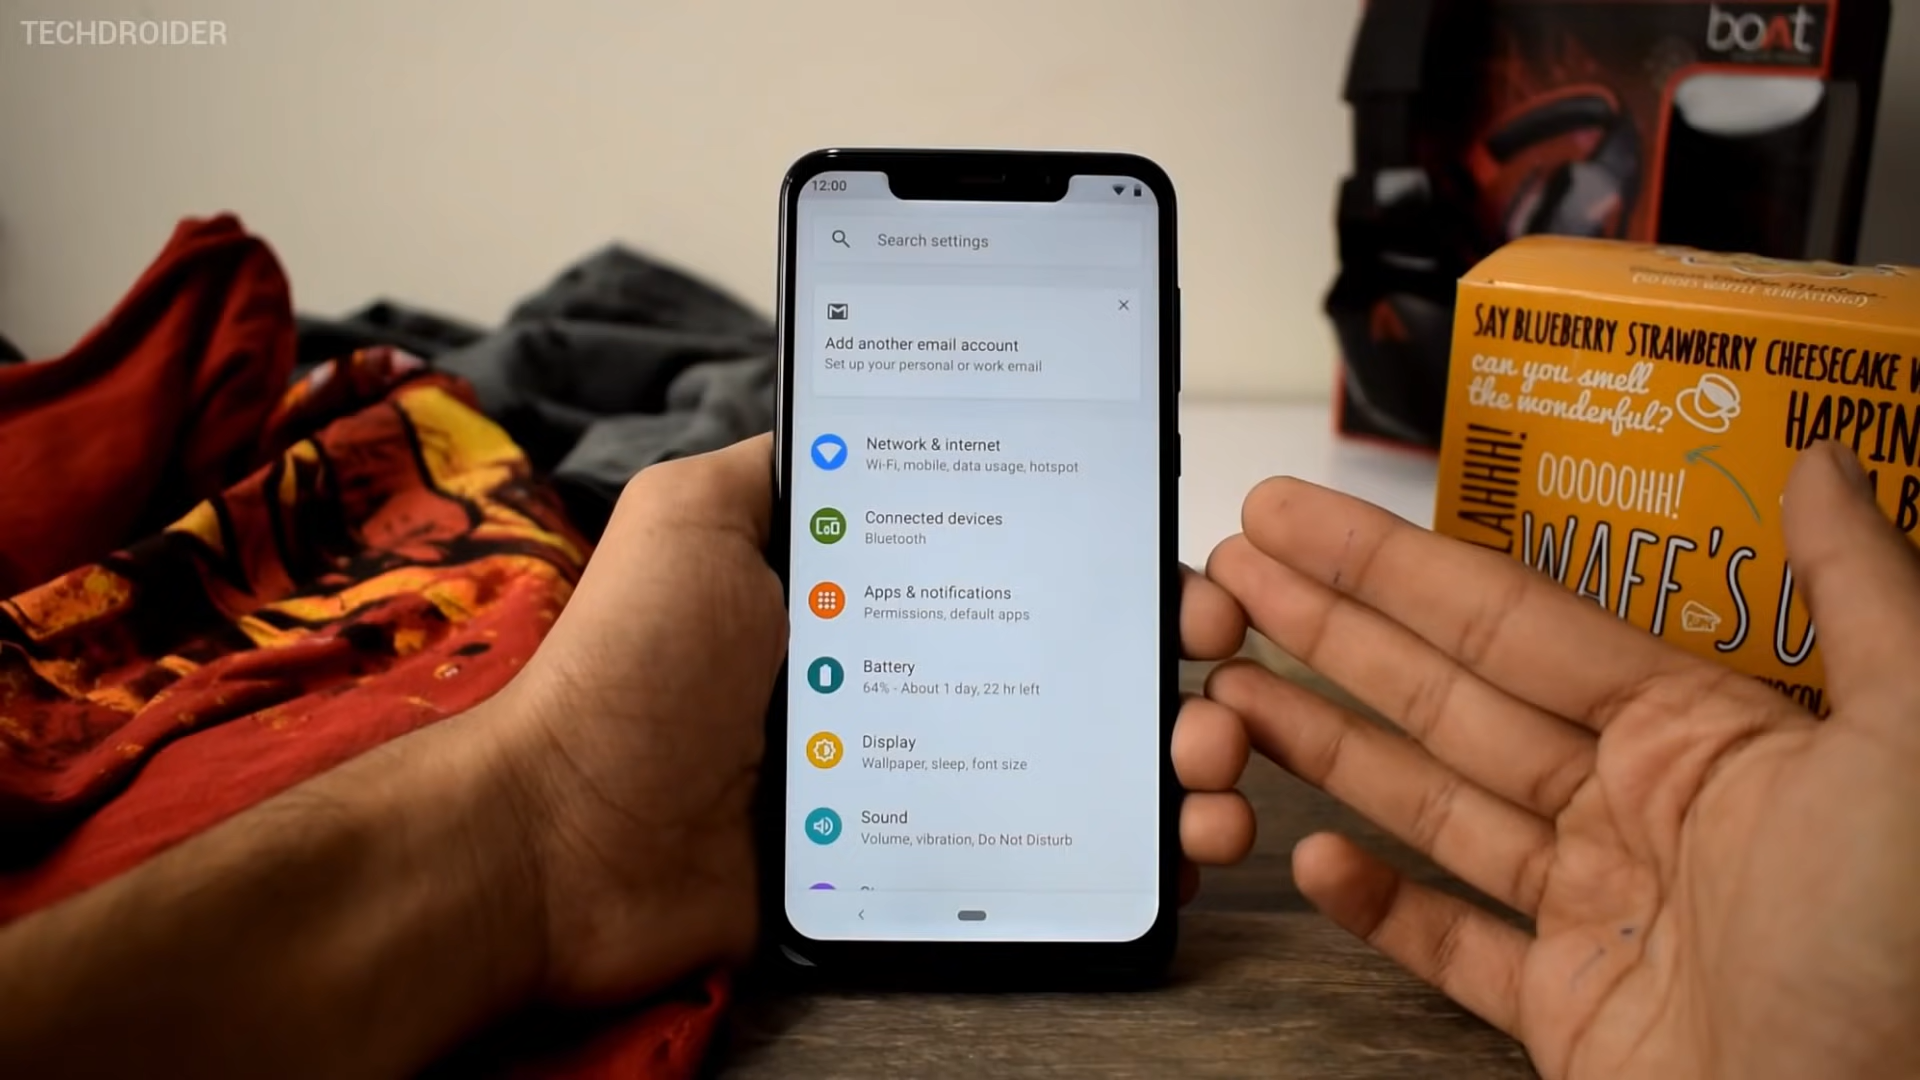 TECHDROIDER
boAt
12:00
Search settings
Add another email account
Set up your personal or work email
Network & internet
Wi-Fi, mobile, data usage, hotspot
Connected devices
Bluetooth
Apps & notifications
Permissions, default apps
Battery
64% - About 1 day, 22 hr left
Display
Wallpaper, sleep, font size
Sound
Volume, vibration, Do Not Disturb
SAY BLUEBERRY STRAWBERRY CHEESECAKE
can you smell
the wonderful?
HAPPIN
OOOOOHH!
WAFF'S